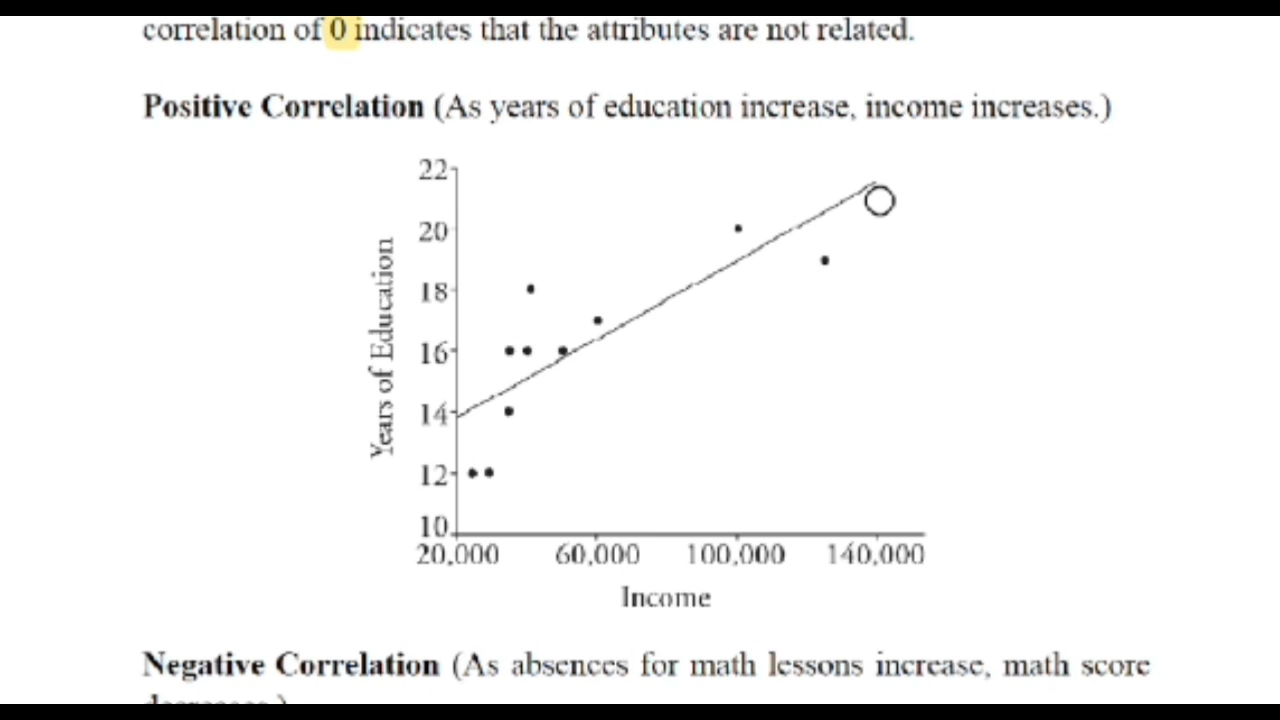 correlation of 0 indicates that the attributes are not related.
Positive Correlation (As years of education increase, income increases.)
22
20
18
16
14
12
10
Years of Education
20,000 60,000 100,000 140,000
Income
Negative Correlation (As absences for math lessons increase, math score